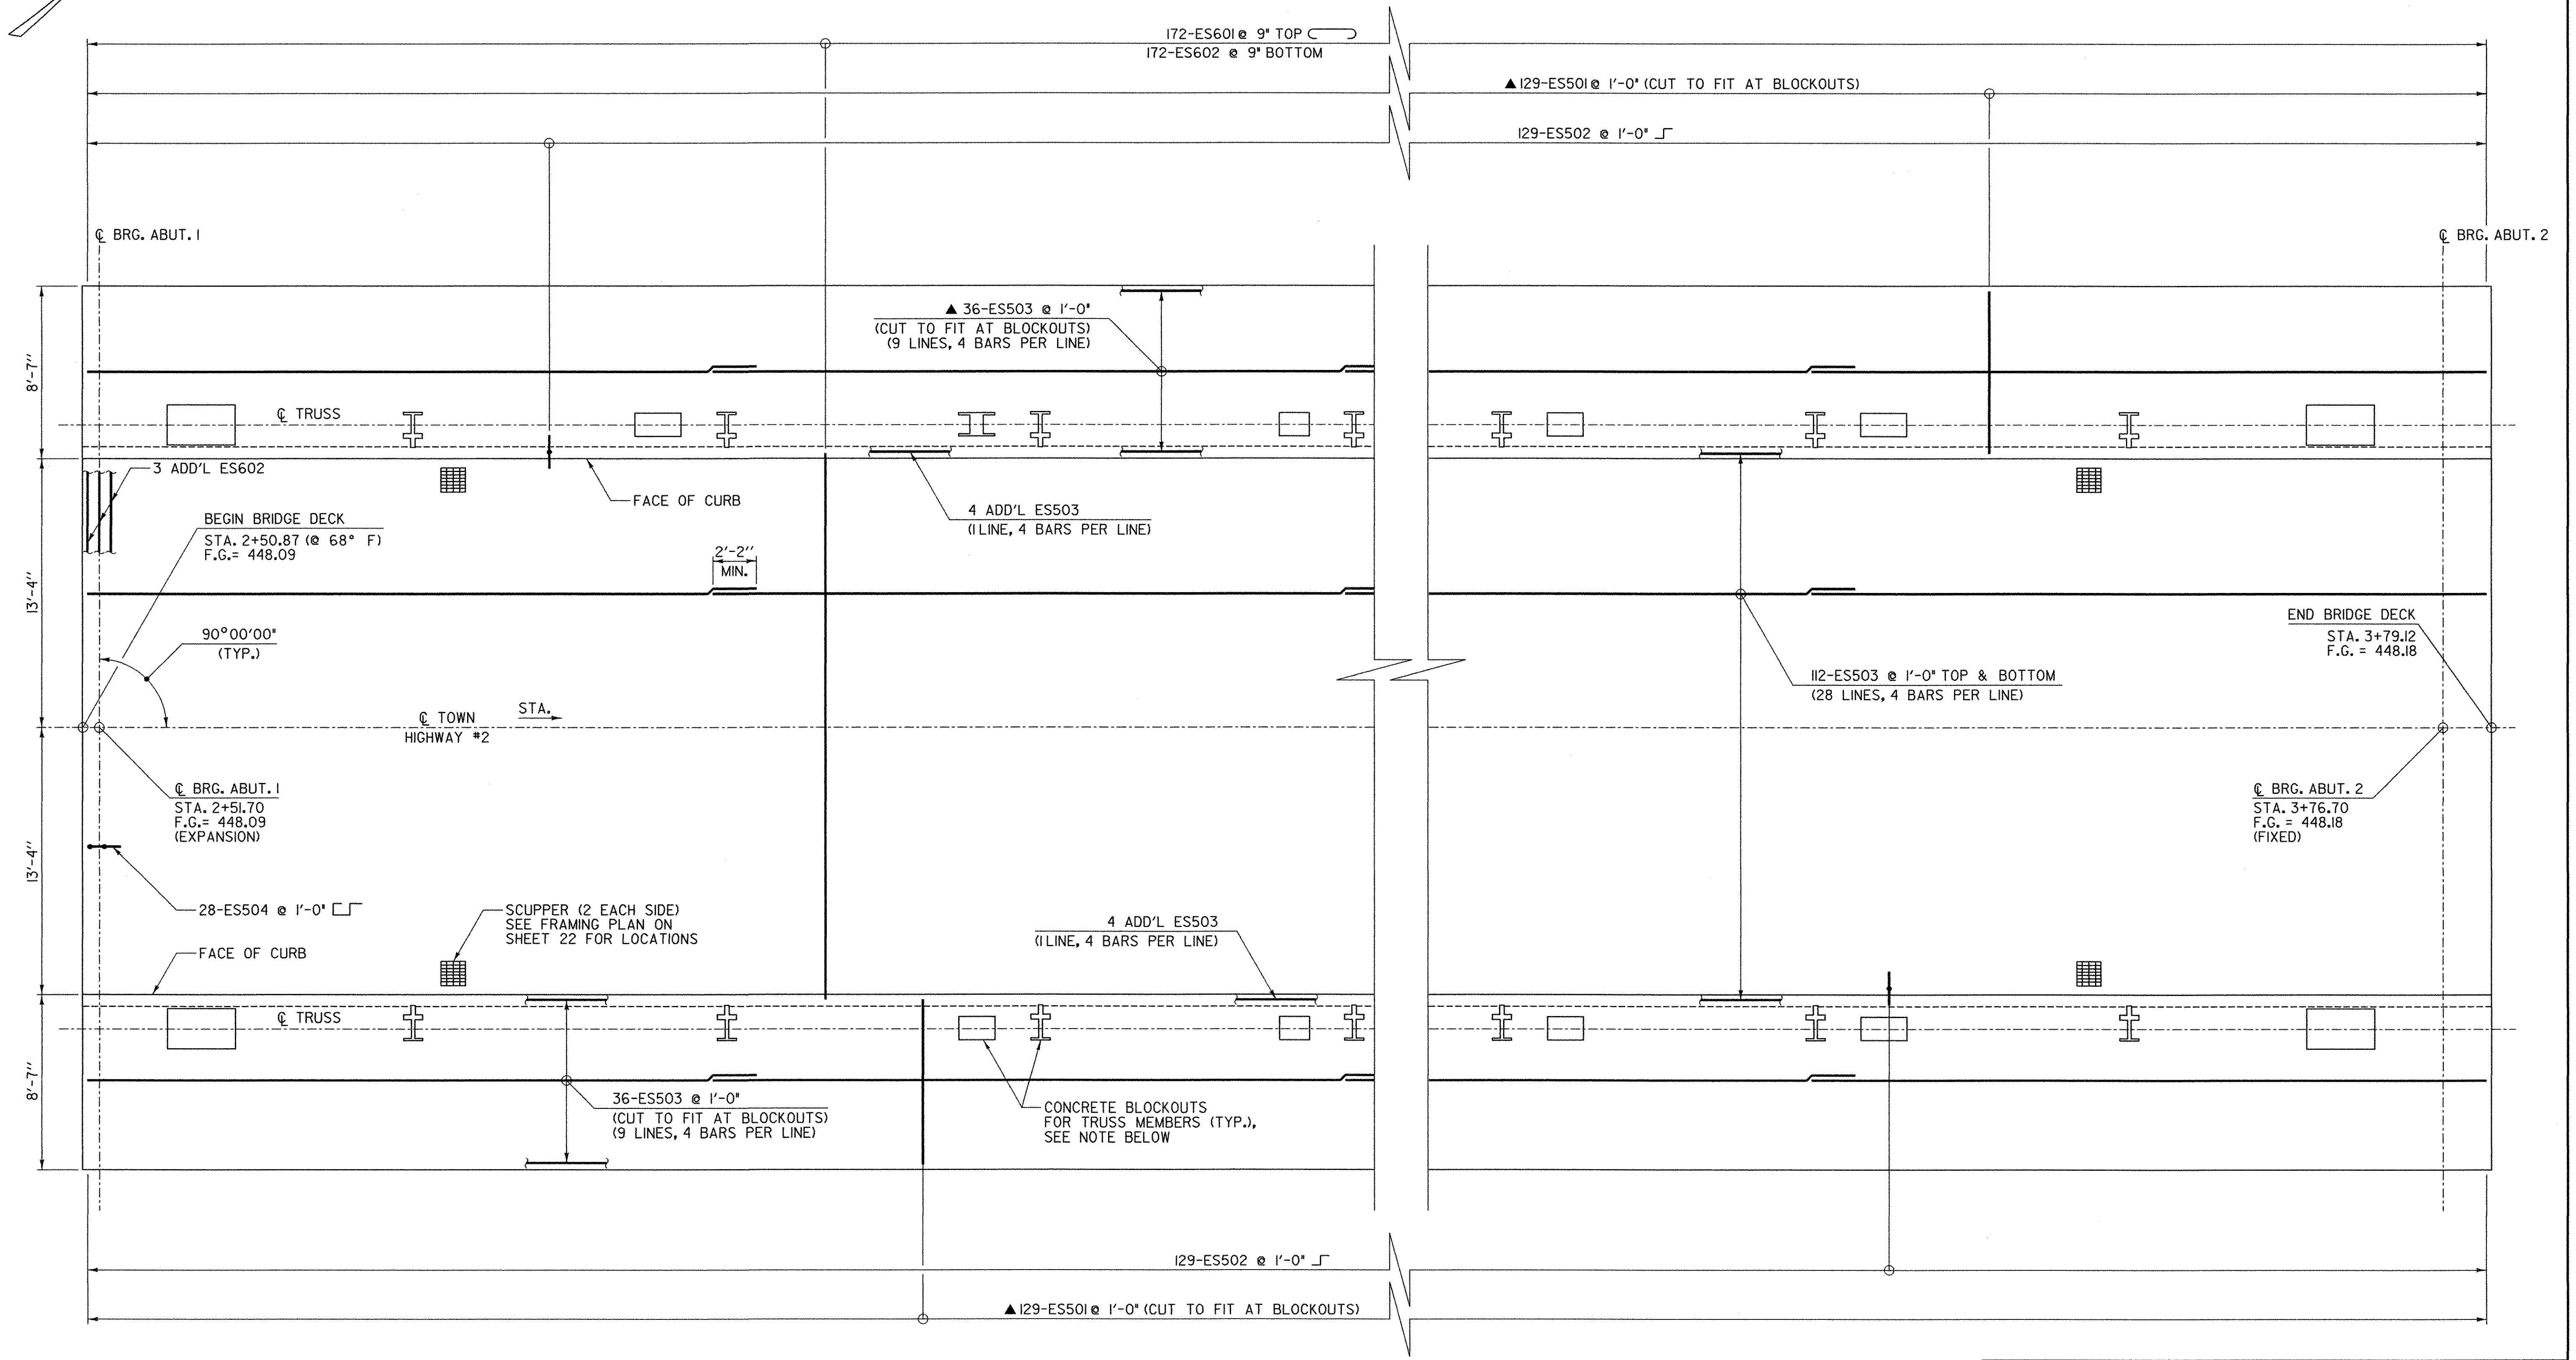 172-ES601 @ 9" TOP
172-ES602 @ 9" BOTTOM
▲129-ES501 @ 1'-0" (CUT TO FIT AT BLOCKOUTS)
129-ES502 @ 1'-0"
℄ BRG. ABUT. 1
℄ BRG. ABUT. 2
▲ 36-ES503 @ 1'-0"
(CUT TO FIT AT BLOCKOUTS)
(9 LINES, 4 BARS PER LINE)
8'-7"
℄ TRUSS
3 ADD'L ES602
FACE OF CURB
4 ADD'L ES503
(1 LINE, 4 BARS PER LINE)
BEGIN BRIDGE DECK
STA. 2+50.87 (@ 68° F)
F.G.= 448.09
2'-2"
MIN.
13'-4"
90°00'00"
(TYP.)
END BRIDGE DECK
STA. 3+79.12
F.G. = 448.18
112-ES503 @ 1'-0" TOP & BOTTOM
(28 LINES, 4 BARS PER LINE)
℄ TOWN
HIGHWAY #2
STA.
℄ BRG. ABUT. 1
STA. 2+51.70
F.G.= 448.09
(EXPANSION)
℄ BRG. ABUT. 2
STA. 3+76.70
F.G. = 448.18
(FIXED)
13'-4"
28-ES504 @ 1'-0"
SCUPPER (2 EACH SIDE)
SEE FRAMING PLAN ON
SHEET 22 FOR LOCATIONS
4 ADD'L ES503
(1 LINE, 4 BARS PER LINE)
FACE OF CURB
℄ TRUSS
8'-7"
36-ES503 @ 1'-0"
(CUT TO FIT AT BLOCKOUTS)
(9 LINES, 4 BARS PER LINE)
CONCRETE BLOCKOUTS
FOR TRUSS MEMBERS (TYP.),
SEE NOTE BELOW
129-ES502 @ 1'-0"
▲129-ES501 @ 1'-0" (CUT TO FIT AT BLOCKOUTS)